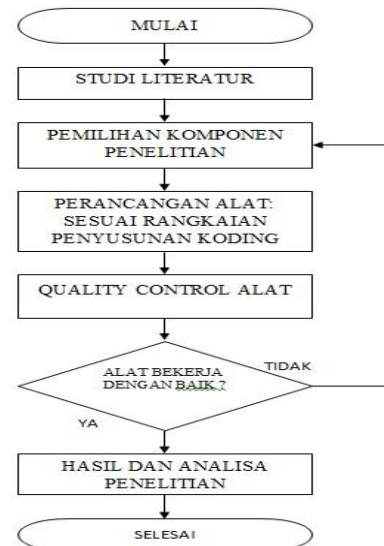 MULAI
STUDI LITERATUR
PEMILIHAN KOMPONEN
PENELITIAN
PERANCANGAN ALAT:
SESUAI RANGKAIAN
PENYUSUNAN KODING
QUALITY CONTROL ALAT
ALAT BEKERJA
DENGAN BAIK ?
TIDAK
YA
HASIL DAN ANALISA
PENELITIAN
SELESAI